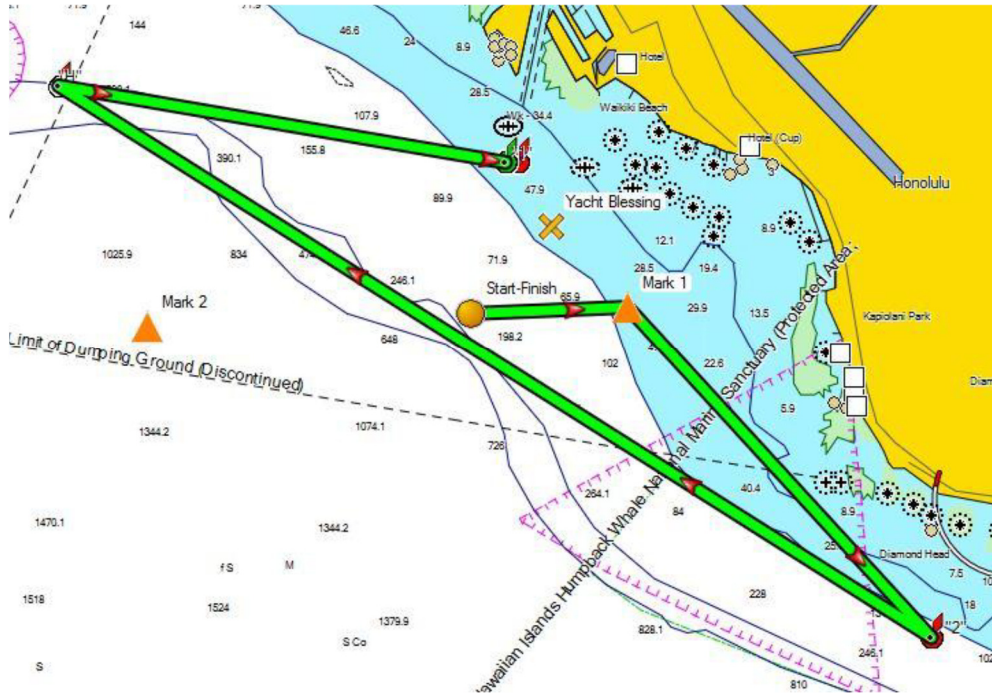 144
46.6
24
8.9
Hotel
28.5
Waikiki Beach
107.9
Wk - 34.4
Hotel (Cup)
"H"
390.1
155.8
3
Honolulu
89.9
47.9
Yacht Blessing
8.9
12.1
1025.9
834
71.9
28.5
19.4
246.1
Mark 1
Start-Finish
65.9
Mark 2
29.9
13.5
Kapiolani Park
198.2
648
Limit of Dumping Ground (Discontinued)
102
22.6
5.9
1344.2
1074.1
726
Hawaiian Islands Humpback Whale National Marine Sanctuary (Protected Area)
264.1
40.4
84
8.9
1470.1
1344.2
Diamond Head
f S
M
7.5
228
18
1518
1524
1379.9
828.1
"2"
S Co
246.1
S
810